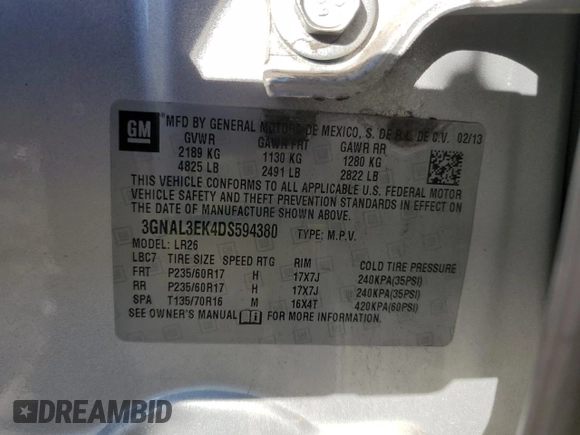 GM
MFD BY GENERAL MOTORS DE MEXICO, S. DE R.L. DE C.V. 02/13
GVWR GAWR FRT GAWR RR
2189 KG 1130 KG 1280 KG
4825 LB 2491 LB 2822 LB
THIS VEHICLE CONFORMS TO ALL APPLICABLE U.S. FEDERAL MOTOR
VEHICLE SAFETY AND THEFT PREVENTION STANDARDS IN EFFECT ON
THE DATE OF MANUFACTURE SHOWN ABOVE.
3GNAL3EK4DS594380 TYPE: M.P.V.
MODEL: LR26
LBC7 TIRE SIZE SPEED RTG RIM COLD TIRE PRESSURE
FRT P235/60R17 H 17X7J 240KPA(35PSI)
RR P235/60R17 H 17X7J 240KPA(35PSI)
SPA T135/70R16 M 16X4T 420KPA(60PSI)
SEE OWNER'S MANUAL FOR MORE INFORMATION.
DREAMBID